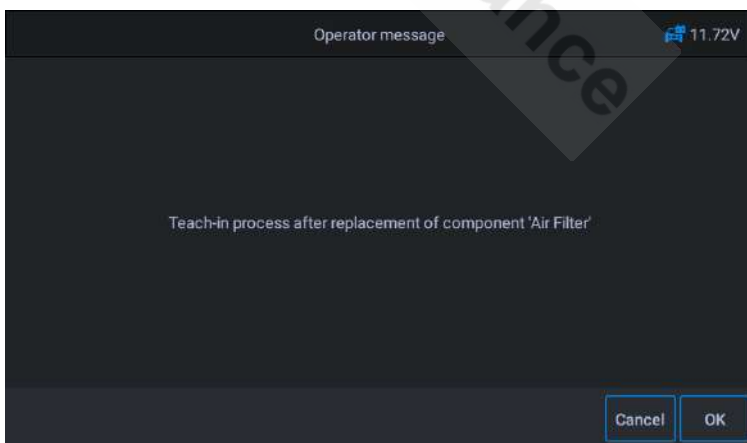 Operator message
11.72V
Teach-in process after replacement of component 'Air Filter'
Cancel
OK